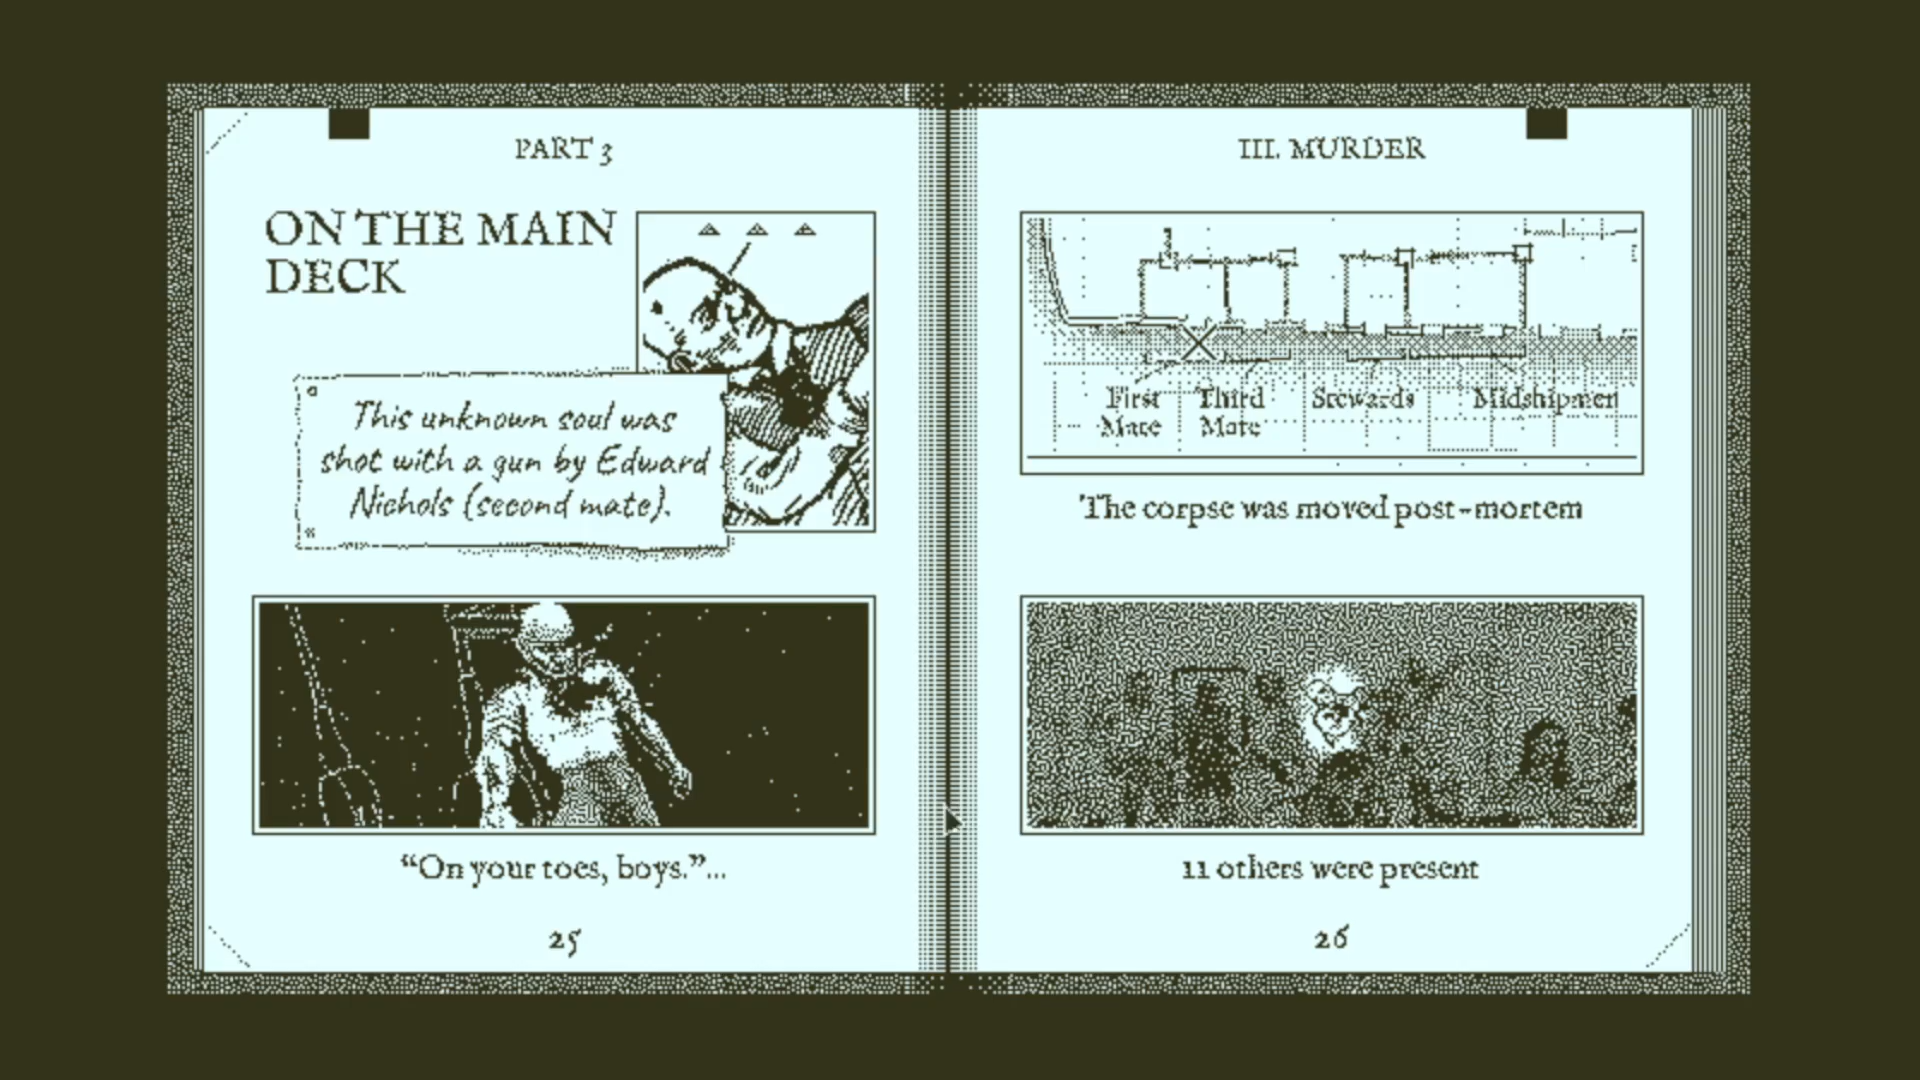 PART 3
ON THE MAIN
DECK
This unknown soul was
shot with a gun by Edward
Nichols (second mate).
"On your toes, boys."...
25
III. MURDER
First Third Stewards Midshipmen
Mate Mate
The corpse was moved post-mortem
11 others were present
26